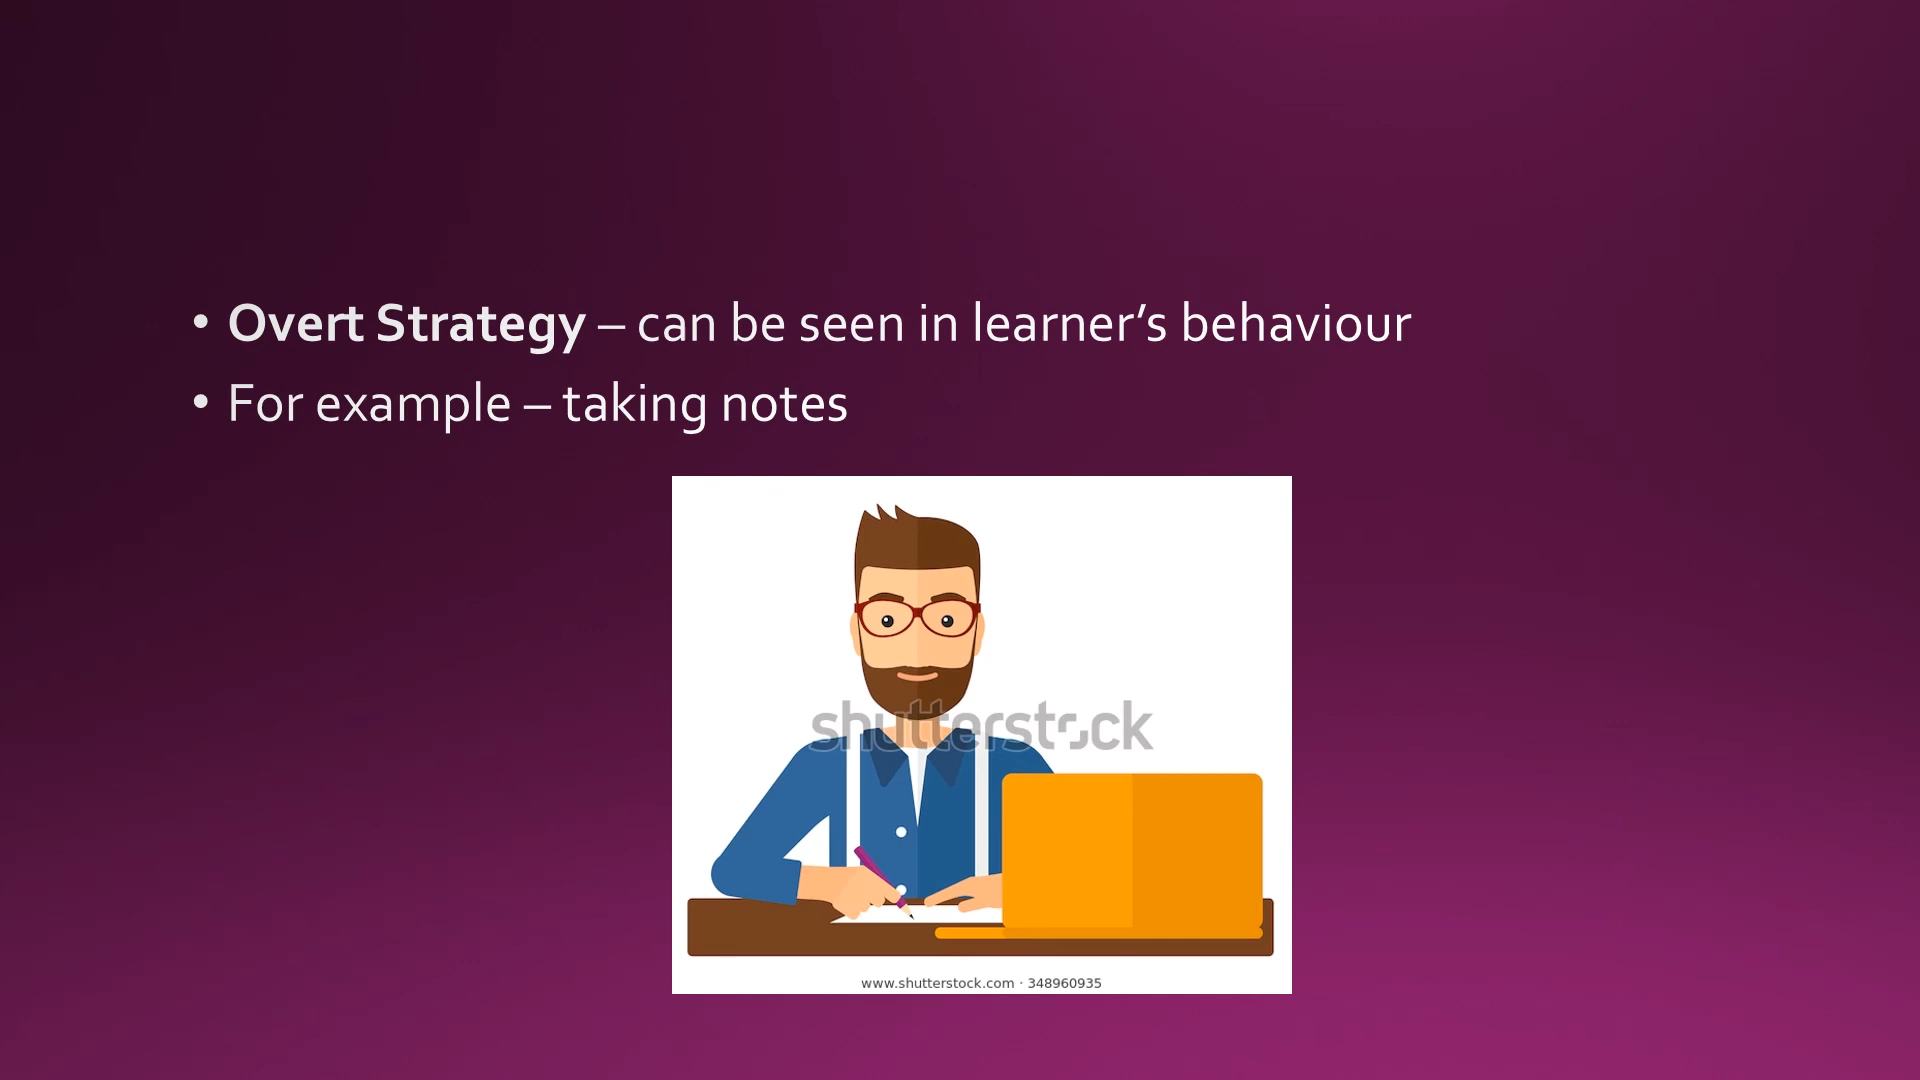 • Overt Strategy – can be seen in learner’s behaviour
• For example – taking notes
shutterstock
www.shutterstock.com · 348960935